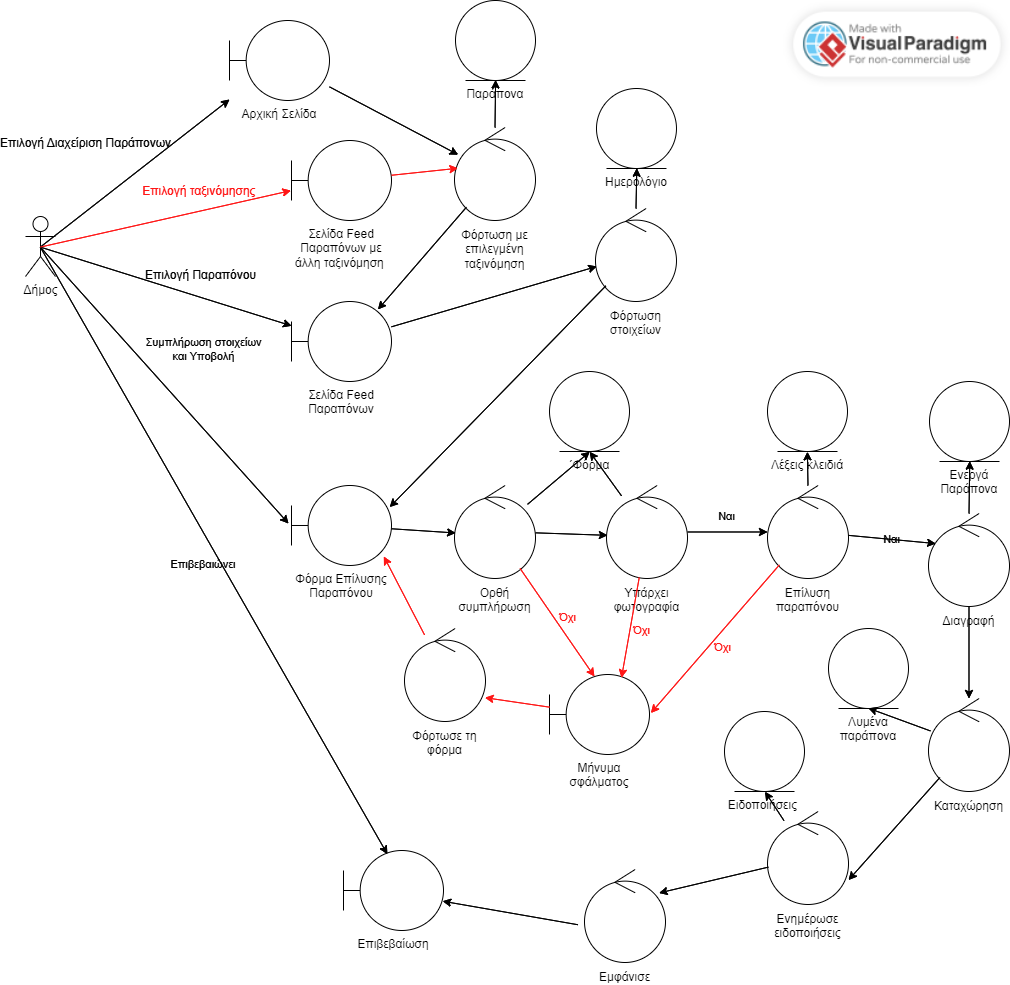 Made with
Visual Paradigm
For non-commercial use
Παράπονα
Αρχική Σελίδα
Επιλογή Διαχείριση Παράπονων
Ημερολόγιο
Επιλογή ταξινόμησης
Σελίδα Feed
Παραπόνων με
άλλη ταξινόμηση
Φόρτωση με
επιλεγμένη
ταξινόμηση
Δήμος
Επιλογή Παραπόνου
Φόρτωση
στοιχείων
Συμπλήρωση στοιχείων
και Υποβολή
Σελίδα Feed
Παραπόνων
Φόρμα
Λέξεις κλειδιά
Ενεργά
Παράπονα
Ναι
Ναι
Επιβεβαιώνει
Φόρμα Επίλυσης
Παραπόνου
Ορθή
συμπλήρωση
Υπάρχει
φωτογραφία
Επίλυση
παραπόνου
Διαγραφή
Όχι
Όχι
Όχι
Φόρτωσε τη
φόρμα
Μήνυμα
σφάλματος
Λυμένα
παράπονα
Ειδοποιήσεις
Καταχώρηση
Ενημέρωσε
ειδοποιήσεις
Επιβεβαίωση
Εμφάνισε